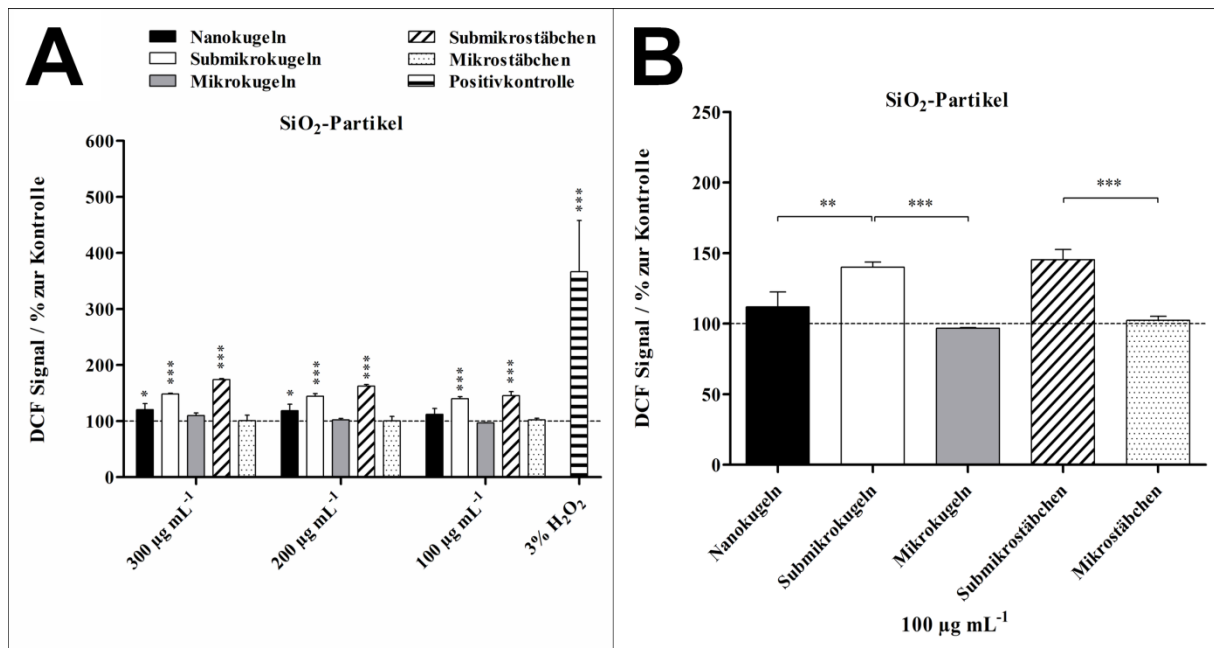 A
Nanokugeln
Submikrokugeln
Mikrokugeln
Submikrostäbchen
Mikrostäbchen
Positivkontrolle
SiO₂-Partikel
DCF Signal / % zur Kontrolle
600
500
400
300
200
100
0
*
***
***
*
***
***
***
***
***
300 µg mL⁻¹
200 µg mL⁻¹
100 µg mL⁻¹
3% H₂O₂
B
SiO₂-Partikel
DCF Signal / % zur Kontrolle
250
200
150
100
50
0
**
***
***
Nanokugeln
Submikrokugeln
Mikrokugeln
Submikrostäbchen
Mikrostäbchen
100 µg mL⁻¹